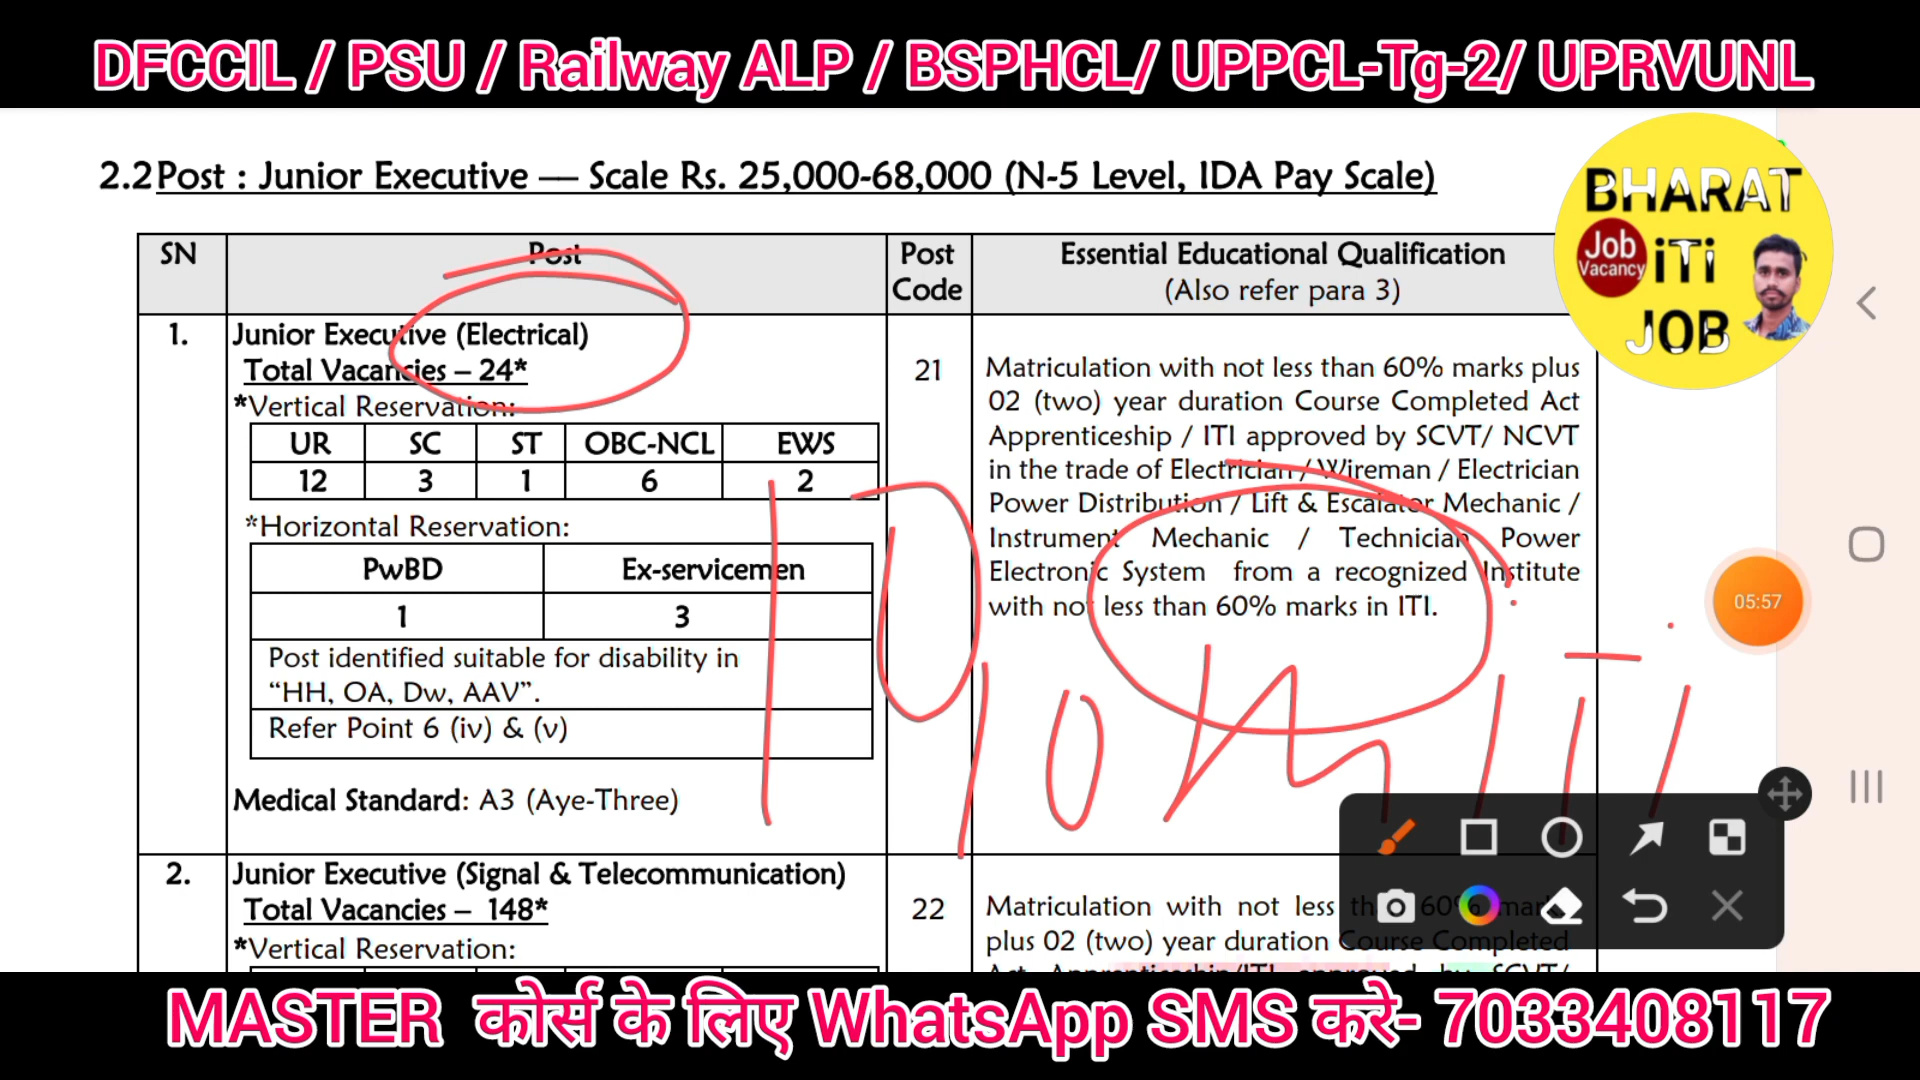 DFCCIL / PSU / Railway ALP / BSPHCL/ UPPCL-Tg-2/ UPRVUNL
2.2 Post : Junior Executive — Scale Rs. 25,000-68,000 (N-5 Level, IDA Pay Scale)
BHARAT
Job Vacancy
iTi
JOB
SN
Post
Post Code
Essential Educational Qualification
(Also refer para 3)
1.
Junior Executive (Electrical)
Total Vacancies – 24*
*Vertical Reservation:
UR SC ST OBC-NCL EWS
12 3 1 6 2
*Horizontal Reservation:
PwBD Ex-servicemen
1 3
Post identified suitable for disability in
“HH, OA, Dw, AAV”.
Refer Point 6 (iv) & (v)
Medical Standard: A3 (Aye-Three)
21
Matriculation with not less than 60% marks plus
02 (two) year duration Course Completed Act
Apprenticeship / ITI approved by SCVT/ NCVT
in the trade of Electrician / Wireman / Electrician
Power Distribution / Lift & Escalator Mechanic /
Instrument Mechanic / Technician Power
Electronic System from a recognized Institute
with not less than 60% marks in ITI.
10th ITI
05:57
2.
Junior Executive (Signal & Telecommunication)
Total Vacancies – 148*
*Vertical Reservation:
22
Matriculation with not less than 60% marks
plus 02 (two) year duration Course Completed
Act Apprenticeship/ITI approved by SCVT/
MASTER कोर्स के लिए WhatsApp SMS करे- 7033408117